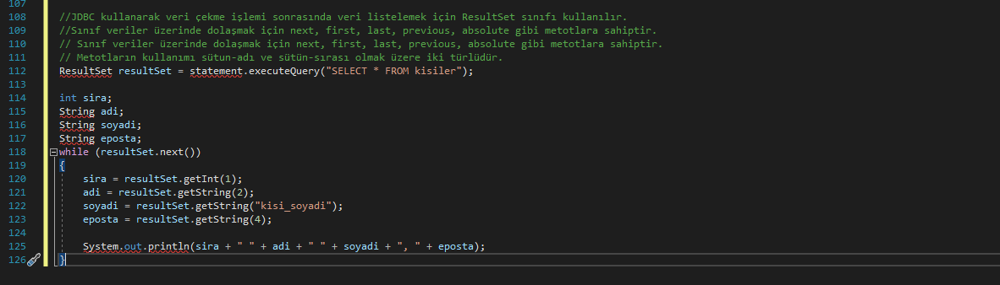 107
108 //JDBC kullanarak veri çekme işlemi sonrasında veri listelemek için ResultSet sınıfı kullanılır.
109 //Sınıf veriler üzerinde dolaşmak için next, first, last, previous, absolute gibi metotlara sahiptir.
110 // Sınıf veriler üzerinde dolaşmak için next, first, last, previous, absolute gibi metotlara sahiptir.
111 // Metotların kullanımı sütun-adı ve sütün-sırası olmak üzere iki türlüdür.
112 ResultSet resultSet = statement.executeQuery("SELECT * FROM kisiler");
113
114 int sira;
115 String adi;
116 String soyadi;
117 String eposta;
118 while (resultSet.next())
119 {
120 sira = resultSet.getInt(1);
121 adi = resultSet.getString(2);
122 soyadi = resultSet.getString("kisi_soyadi");
123 eposta = resultSet.getString(4);
124
125 System.out.println(sira + " " + adi + " " + soyadi + ", " + eposta);
126 }